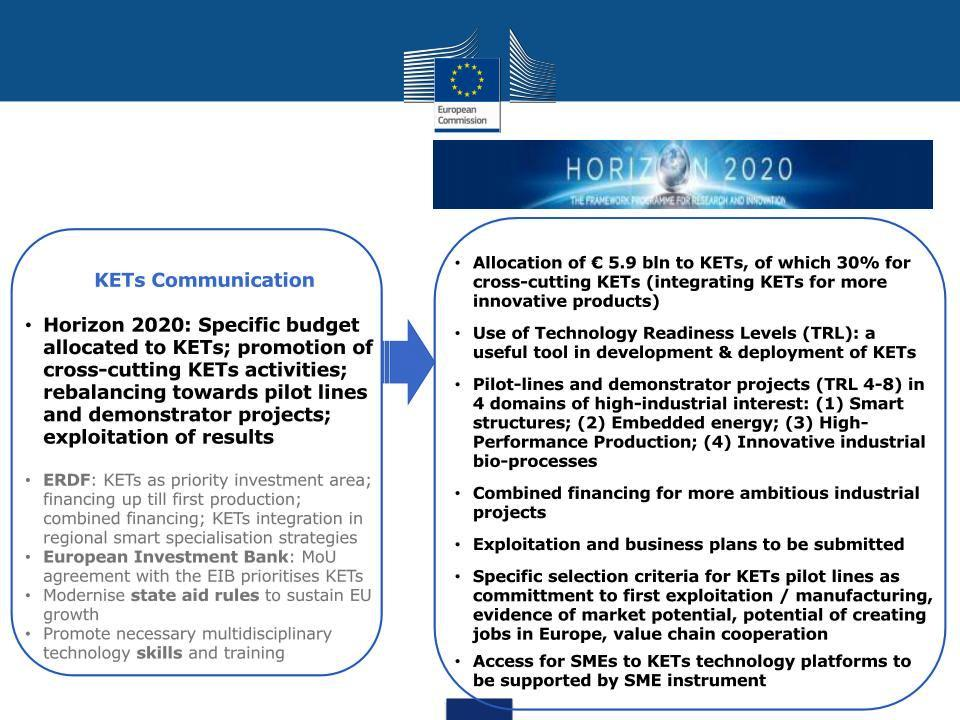 European
Commission
HORIZON 2020
THE FRAMEWORK PROGRAMME FOR RESEARCH AND INNOVATION
KETs Communication
• Horizon 2020: Specific budget
allocated to KETs; promotion of
cross-cutting KETs activities;
rebalancing towards pilot lines
and demonstrator projects;
exploitation of results
• ERDF: KETs as priority investment area;
financing up till first production;
combined financing; KETs integration in
regional smart specialisation strategies
• European Investment Bank: MoU
agreement with the EIB prioritises KETs
• Modernise state aid rules to sustain EU
growth
• Promote necessary multidisciplinary
technology skills and training
• Allocation of € 5.9 bln to KETs, of which 30% for
cross-cutting KETs (integrating KETs for more
innovative products)
• Use of Technology Readiness Levels (TRL): a
useful tool in development & deployment of KETs
• Pilot-lines and demonstrator projects (TRL 4-8) in
4 domains of high-industrial interest: (1) Smart
structures; (2) Embedded energy; (3) High-
Performance Production; (4) Innovative industrial
bio-processes
• Combined financing for more ambitious industrial
projects
• Exploitation and business plans to be submitted
• Specific selection criteria for KETs pilot lines as
committment to first exploitation / manufacturing,
evidence of market potential, potential of creating
jobs in Europe, value chain cooperation
• Access for SMEs to KETs technology platforms to
be supported by SME instrument